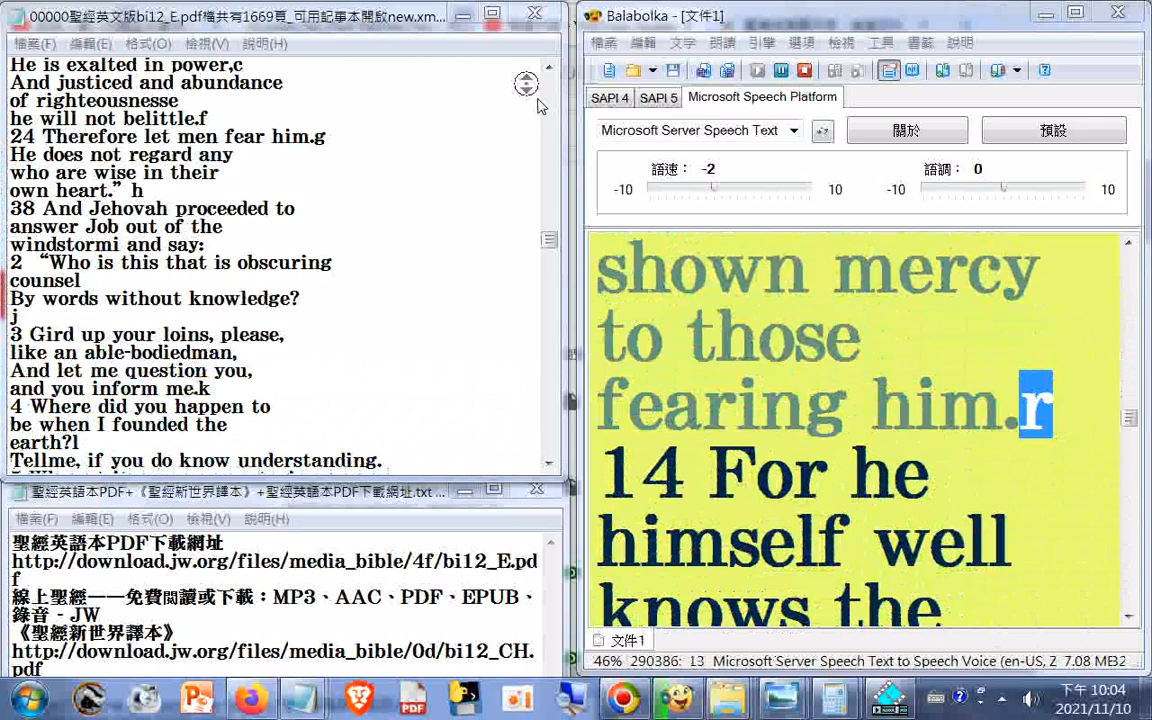 00000聖經英文版bi12_E.pdf檔共有1669頁_可用記事本開啟new.xm...
檔案(F) 編輯(E) 格式(O) 檢視(V) 說明(H)
He is exalted in power,c
And justiced and abundance
of righteousnesse
he will not belittle.f
24 Therefore let men fear him.g
He does not regard any
who are wise in their
own heart.” h
38 And Jehovah proceeded to
answer Job out of the
windstormi and say:
2 “Who is this that is obscuring
counsel
By words without knowledge?
j
3 Gird up your loins, please,
like an able-bodiedman,
And let me question you,
and you inform me.k
4 Where did you happen to
be when I founded the
earth?l
Tellme, if you do know understanding.
聖經英語本PDF+《聖經新世界譯本》+聖經英語本PDF下載網址.txt ...
檔案(F) 編輯(E) 格式(O) 檢視(V) 說明(H)
聖經英語本PDF下載網址
http://download.jw.org/files/media_bible/4f/bi12_E.pd
f
線上聖經——免費閱讀或下載：MP3、AAC、PDF、EPUB、
錄音 - JW
《聖經新世界譯本》
http://download.jw.org/files/media_bible/0d/bi12_CH.
pdf
Balabolka - [文件1]
檔案 編輯 文字 朗讀 引擎 選項 檢視 工具 書籤 說明
SAPI 4 SAPI 5 Microsoft Speech Platform
Microsoft Server Speech Text 關於 預設
語速： -2 語調： 0
-10 10 -10 10
shown mercy
to those
fearing him.r
14 For he
himself well
knows the
文件1
46% 290386: 13 Microsoft Server Speech Text to Speech Voice (en-US, Z 7.08 MB2
PDF
下午 10:04
2021/11/10